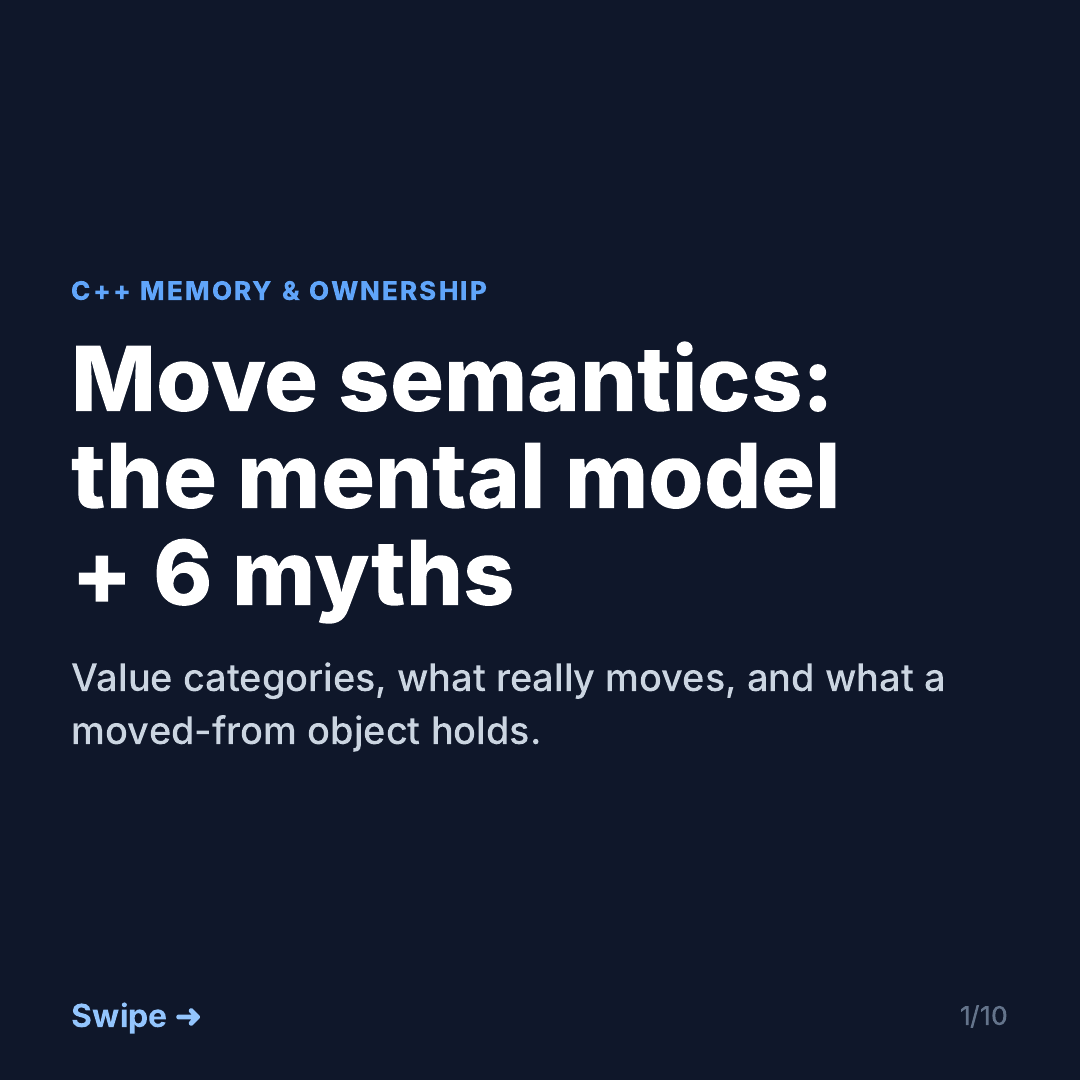 C++ MEMORY & OWNERSHIP
Move semantics:
the mental model
+ 6 myths
Value categories, what really moves, and what a
moved-from object holds.
Swipe ➜
1/10